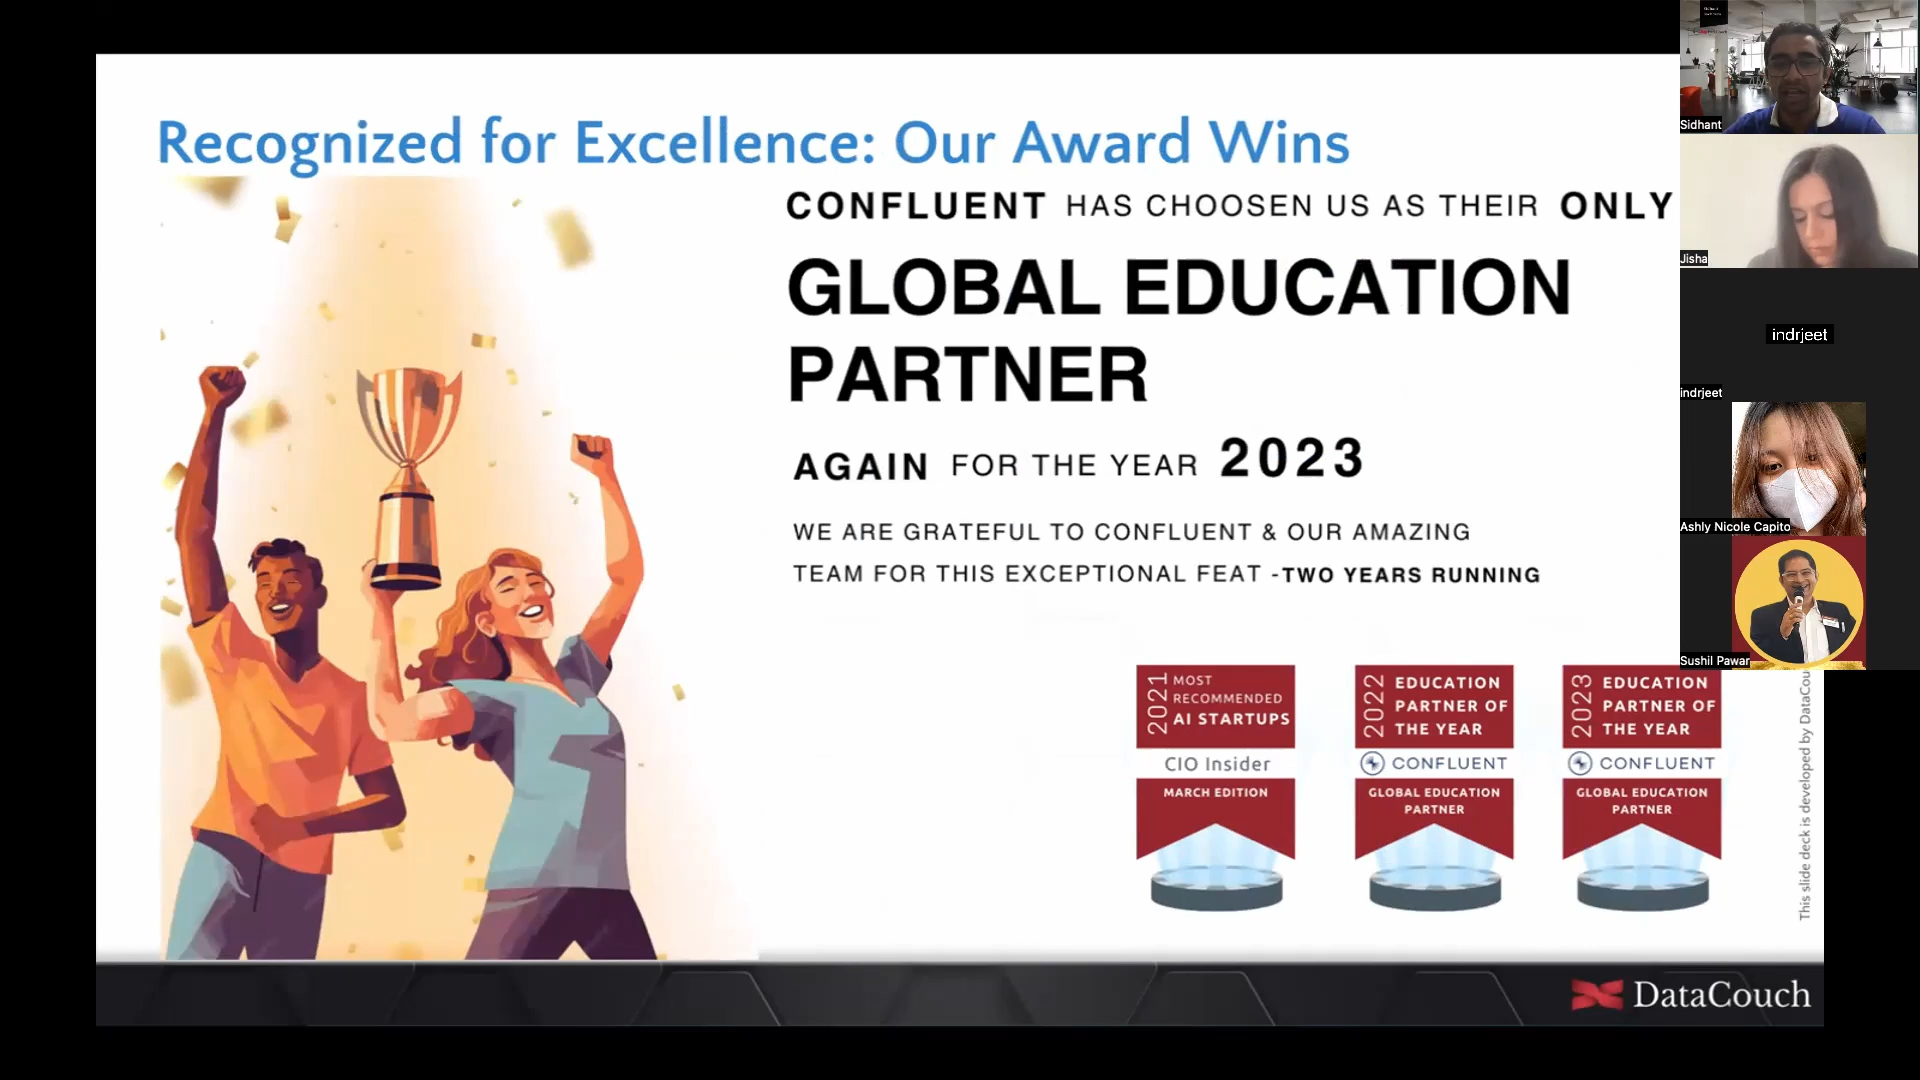 Recognized for Excellence: Our Award Wins
CONFLUENT HAS CHOOSEN US AS THEIR ONLY
GLOBAL EDUCATION
PARTNER
AGAIN FOR THE YEAR 2023
WE ARE GRATEFUL TO CONFLUENT & OUR AMAZING
TEAM FOR THIS EXCEPTIONAL FEAT -TWO YEARS RUNNING
2021
MOST
RECOMMENDED
AI STARTUPS
CIO Insider
MARCH EDITION
2022
EDUCATION
PARTNER OF
THE YEAR
CONFLUENT
GLOBAL EDUCATION
PARTNER
2023
EDUCATION
PARTNER OF
THE YEAR
CONFLUENT
GLOBAL EDUCATION
PARTNER
This slide deck is developed by DataCou
DataCouch
Sidhant
Jisha
indrjeet
indrjeet
Ashly Nicole Capito
Sushil Pawar